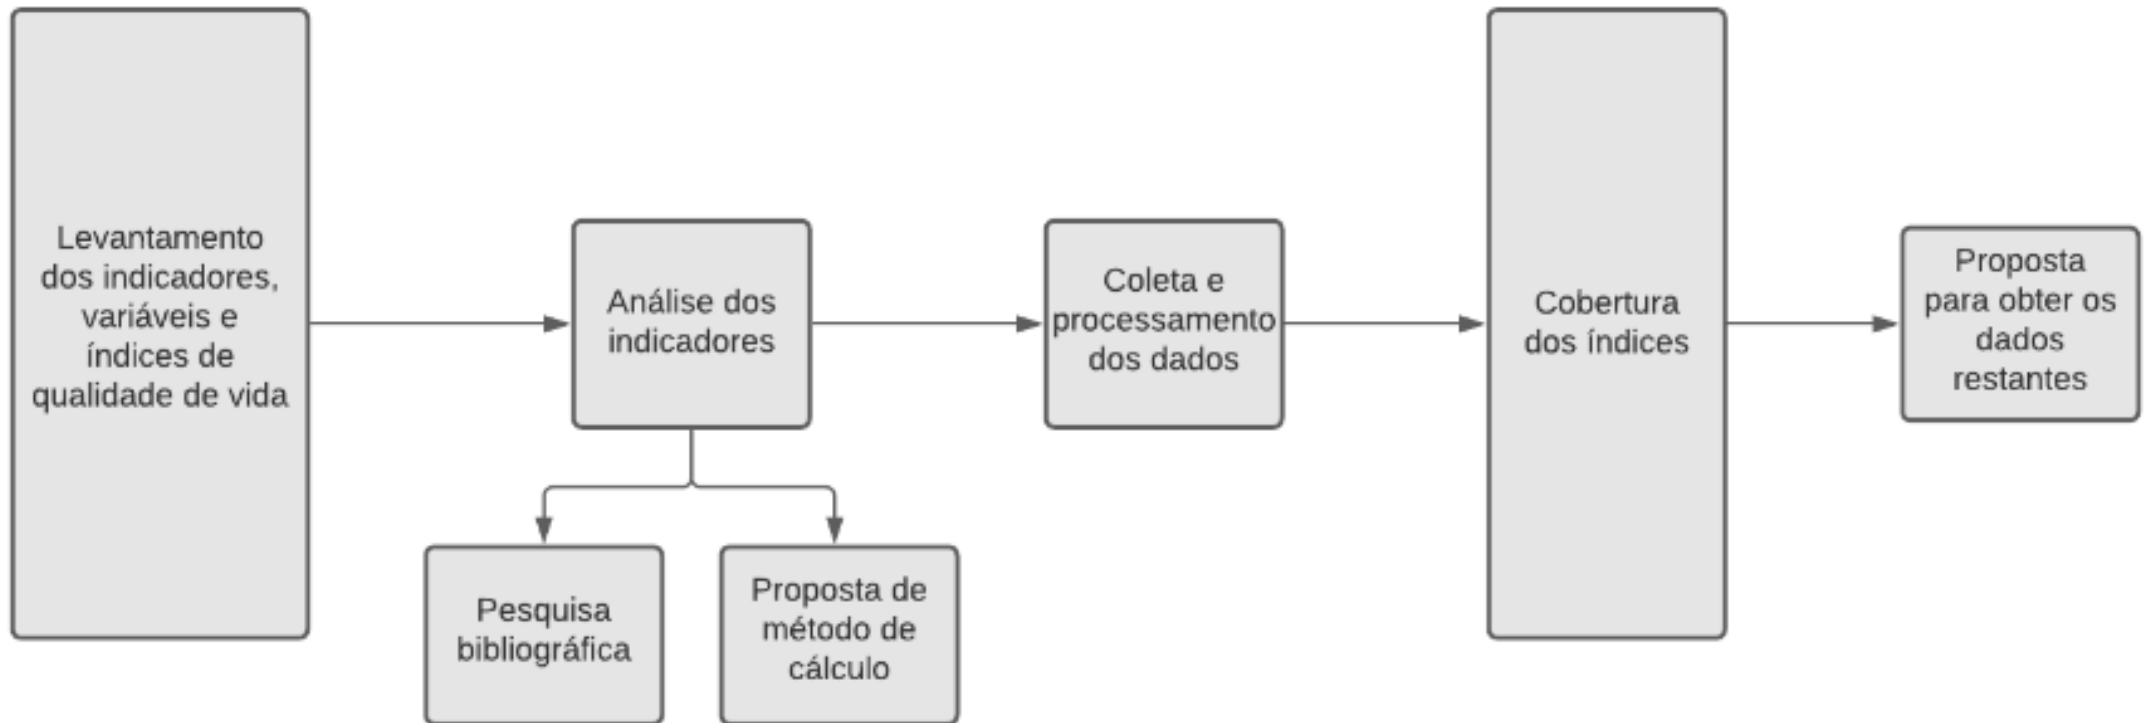 Levantamento
dos indicadores,
variáveis e
índices de
qualidade de vida
Análise dos
indicadores
Pesquisa
bibliográfica
Proposta de
método de
cálculo
Coleta e
processamento
dos dados
Cobertura
dos índices
Proposta
para obter os
dados
restantes